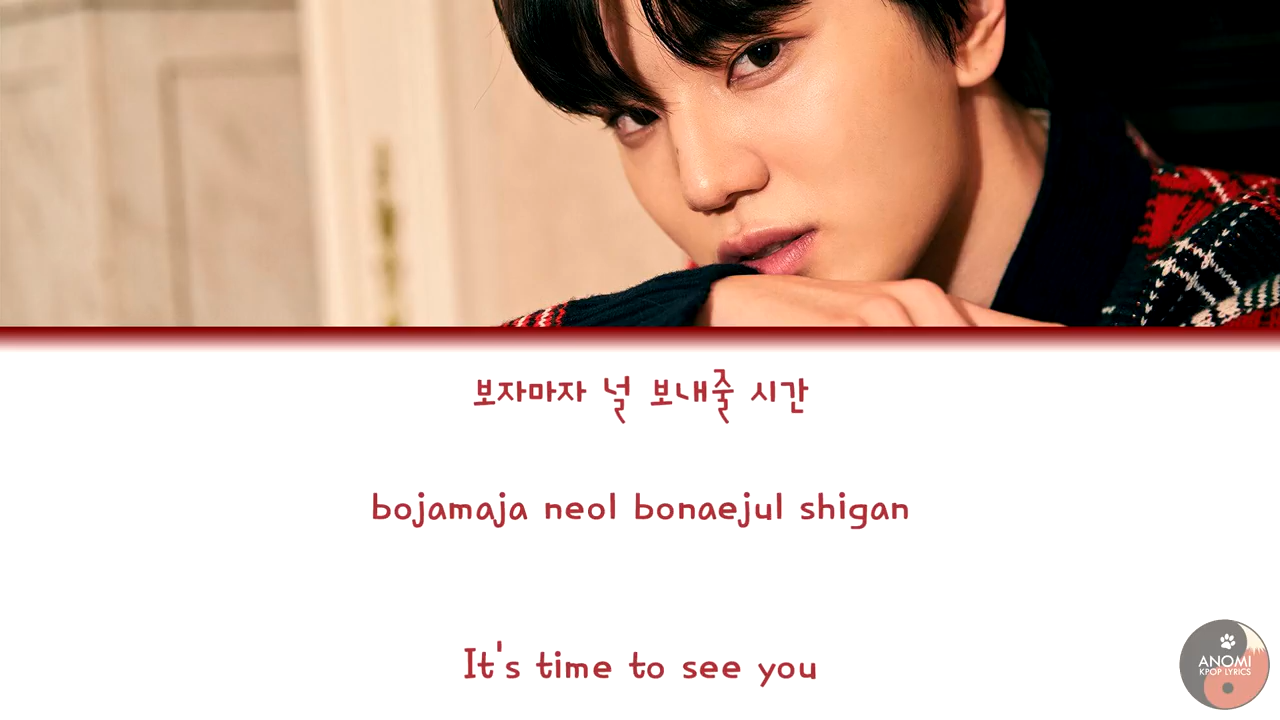 보자마자 널 보내줄 시간
bojamaja neol bonaejul shigan
It's time to see you
ANOMI
KPOP LYRICS